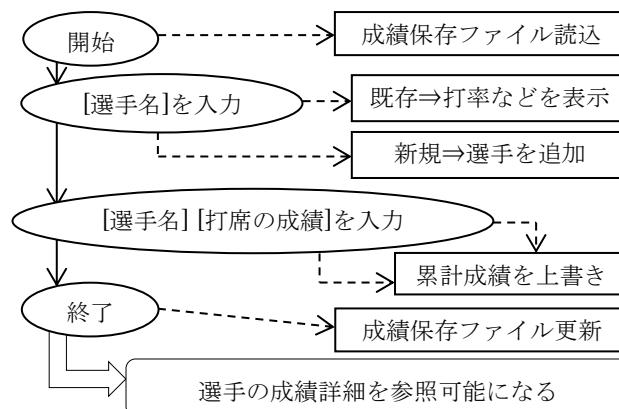 開始
成績保存ファイル読込
[選手名]を入力
既存⇒打率などを表示
新規⇒選手を追加
[選手名] [打席の成績]を入力
累計成績を上書き
終了
成績保存ファイル更新
選手の成績詳細を参照可能になる